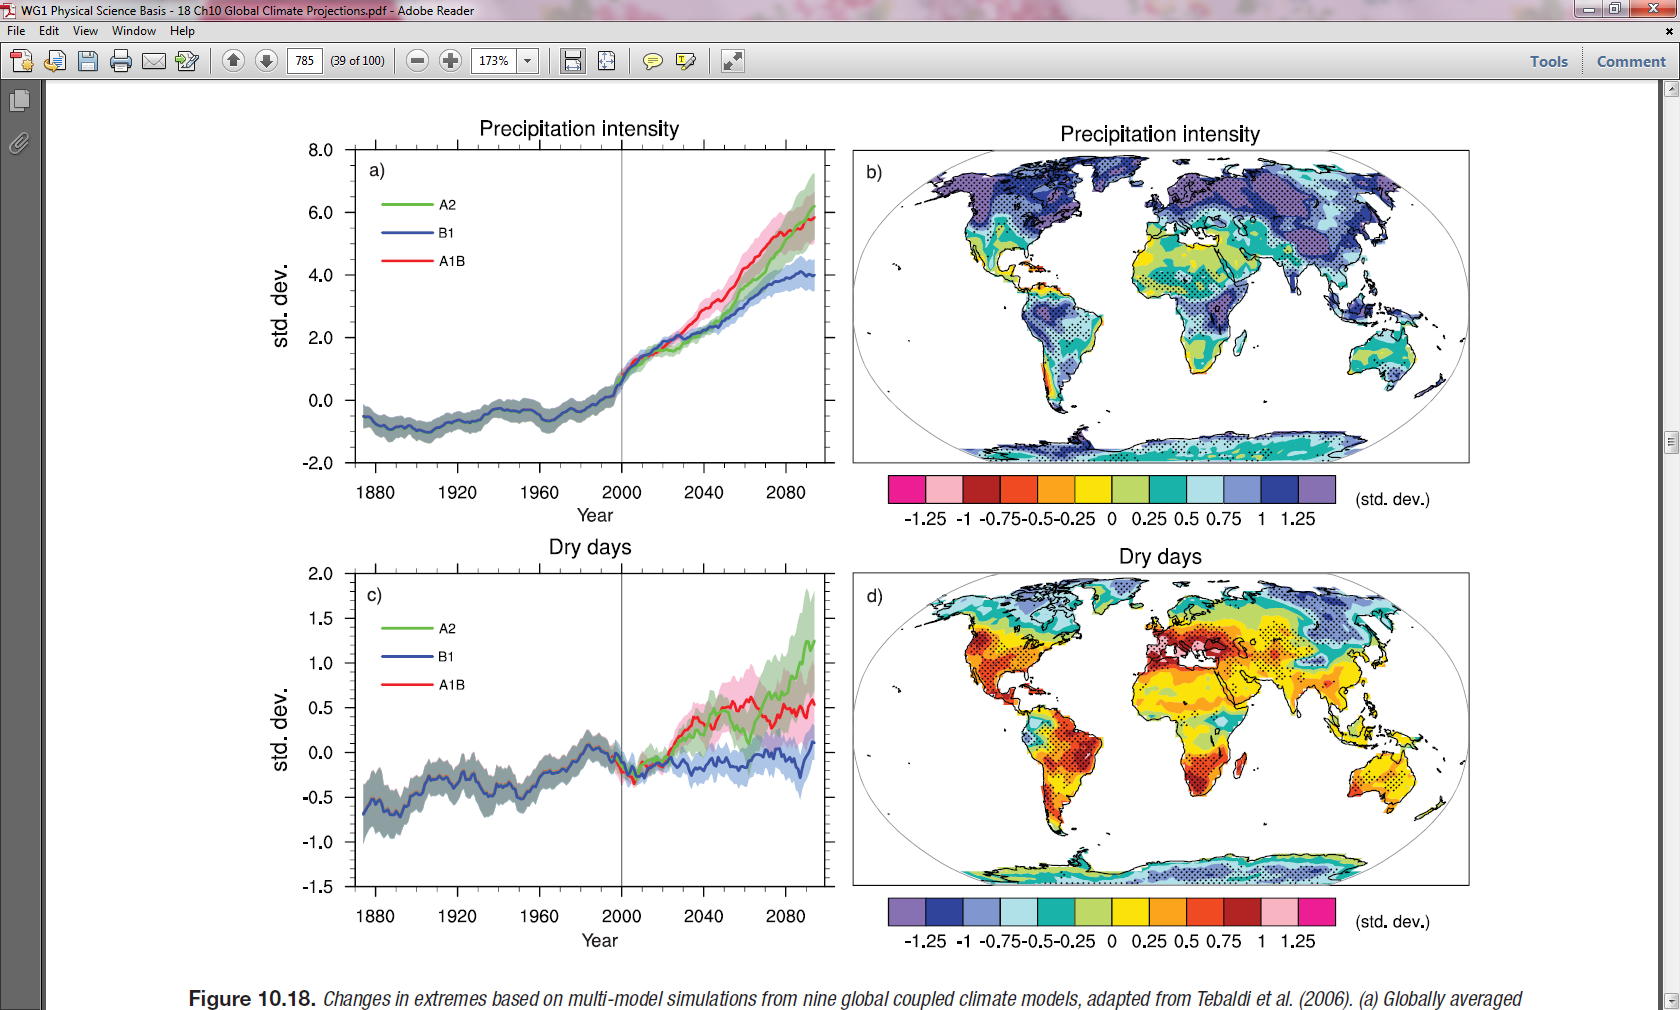 WG1 Physical Science Basis - 18 Ch10 Global Climate Projections.pdf - Adobe Reader
File Edit View Window Help
785 (39 of 100) 173% Tools Comment
Precipitation intensity
a)
A2
B1
A1B
8.0
6.0
4.0
2.0
0.0
-2.0
std. dev.
1880 1920 1960 2000 2040 2080
Year
Precipitation intensity
b)
-1.25 -1 -0.75 -0.5 -0.25 0 0.25 0.5 0.75 1 1.25
(std. dev.)
Dry days
c)
A2
B1
A1B
2.0
1.5
1.0
0.5
0.0
-0.5
-1.0
-1.5
std. dev.
1880 1920 1960 2000 2040 2080
Year
Dry days
d)
-1.25 -1 -0.75 -0.5 -0.25 0 0.25 0.5 0.75 1 1.25
(std. dev.)
Figure 10.18. Changes in extremes based on multi-model simulations from nine global coupled climate models, adapted from Tebaldi et al. (2006). (a) Globally averaged